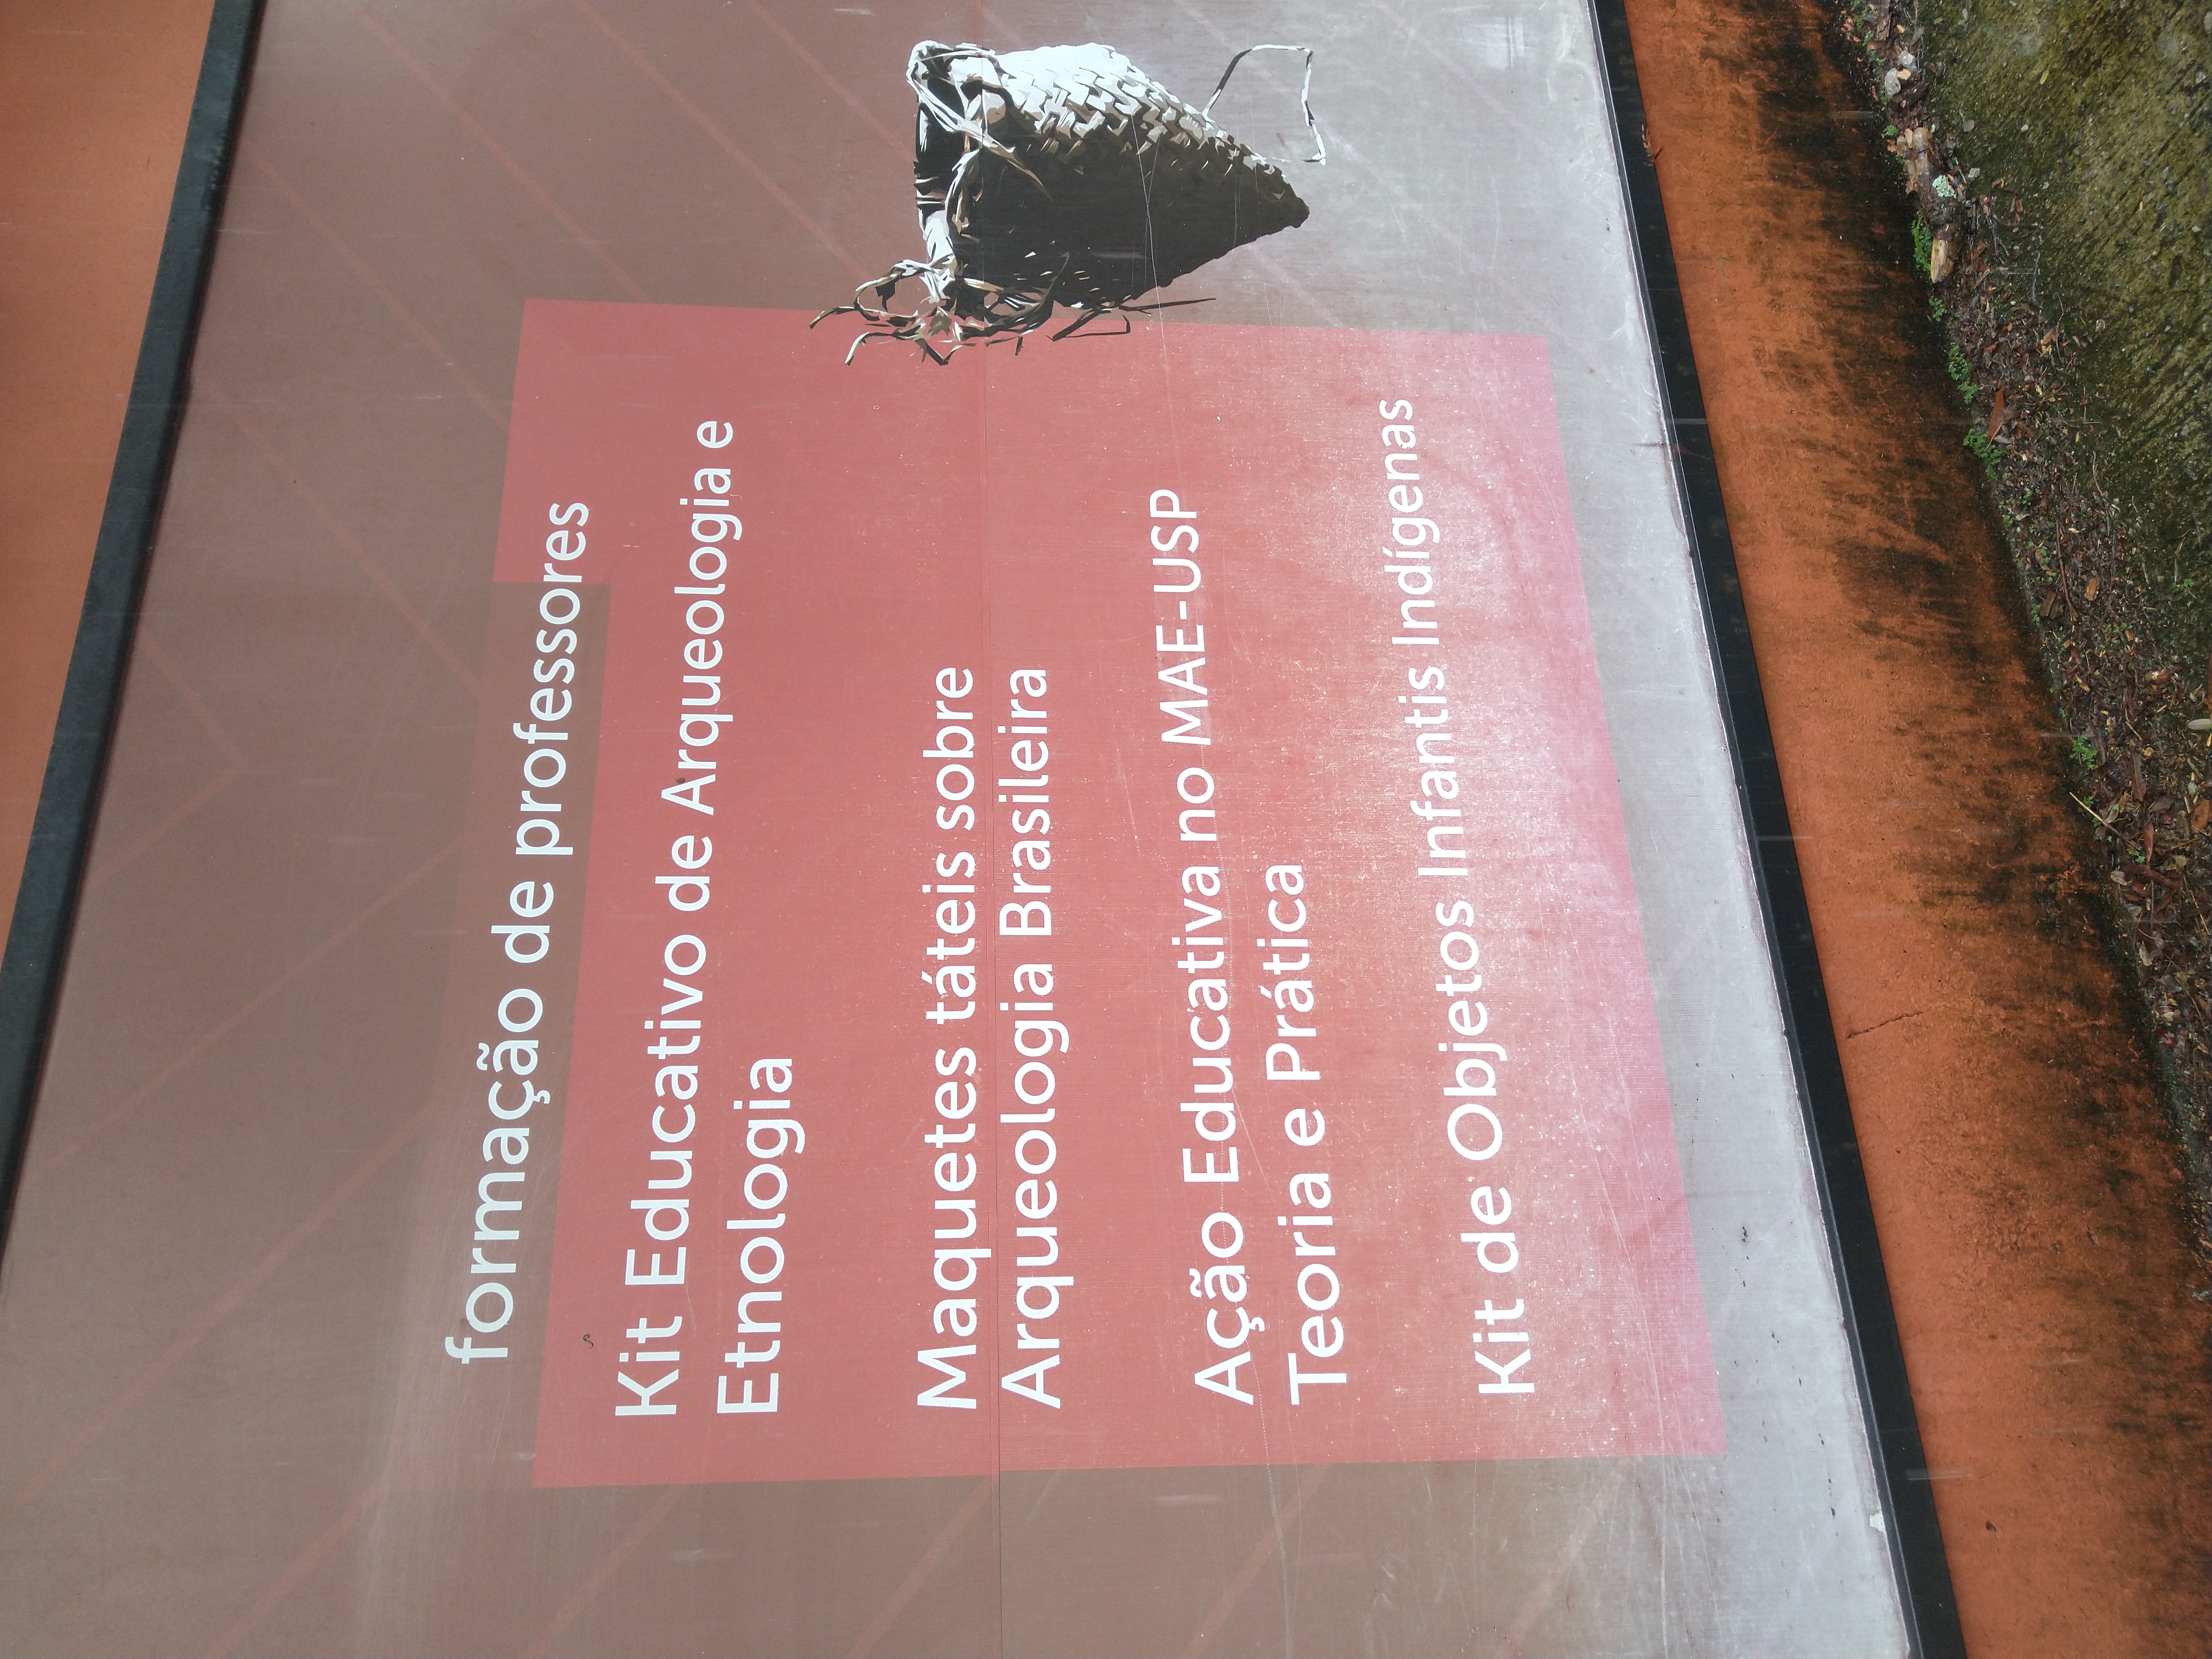 formação de professores
Kit Educativo de Arqueologia e
Etnologia
Maquetes táteis sobre
Arqueologia Brasileira
Ação Educativa no MAE-USP
Teoria e Prática
Kit de Objetos Infantis Indígenas